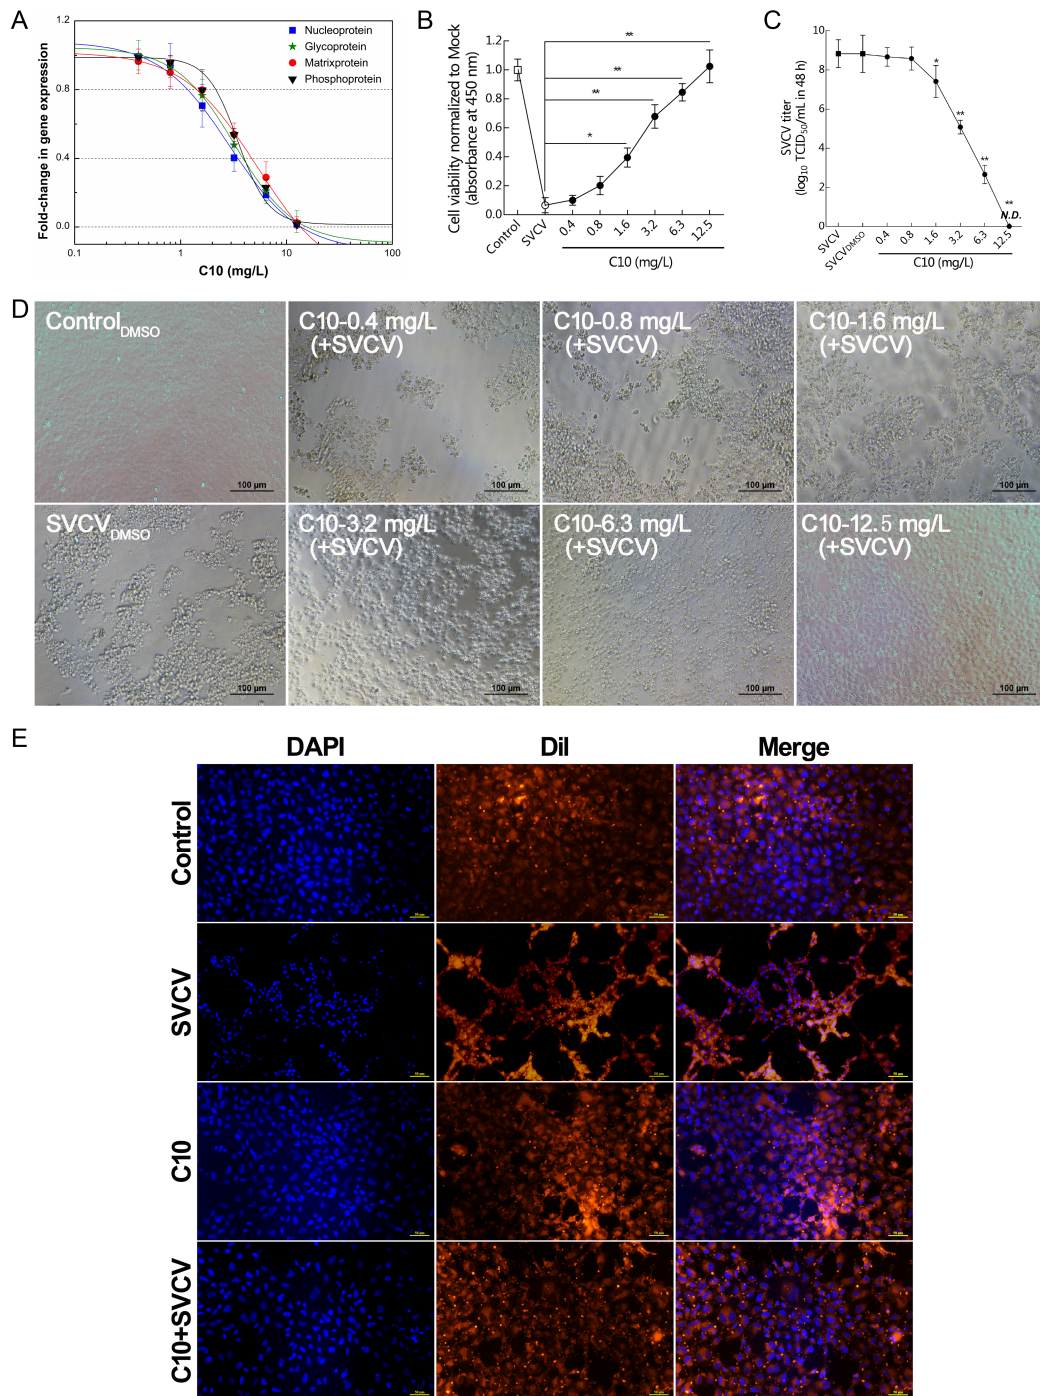 A
Fold-change in gene expression
1.2
0.8
0.4
0.0
0.1
1
10
100
C10 (mg/L)
Nucleoprotein
Glycoprotein
Matrixprotein
Phosphoprotein
B
Cell viability normalized to Mock
(absorbance at 450 nm)
1.2
1.0
0.8
0.6
0.4
0.2
0.0
**
**
**
*
Control
SVCV
0.4
0.8
1.6
3.2
6.3
12.5
C10 (mg/L)
C
SVCV titer
(log10 TCID50/mL in 48 h)
10
8
6
4
2
0
*
**
**
**
N.D.
SVCV
SVCVDMSO
0.4
0.8
1.6
3.2
6.3
12.5
C10 (mg/L)
D
ControlDMSO
100 μm
C10-0.4 mg/L
(+SVCV)
100 μm
C10-0.8 mg/L
(+SVCV)
100 μm
C10-1.6 mg/L
(+SVCV)
100 μm
SVCVDMSO
100 μm
C10-3.2 mg/L
(+SVCV)
100 μm
C10-6.3 mg/L
(+SVCV)
100 μm
C10-12.5 mg/L
(+SVCV)
100 μm
E
DAPI
Dil
Merge
Control
SVCV
C10
C10+SVCV